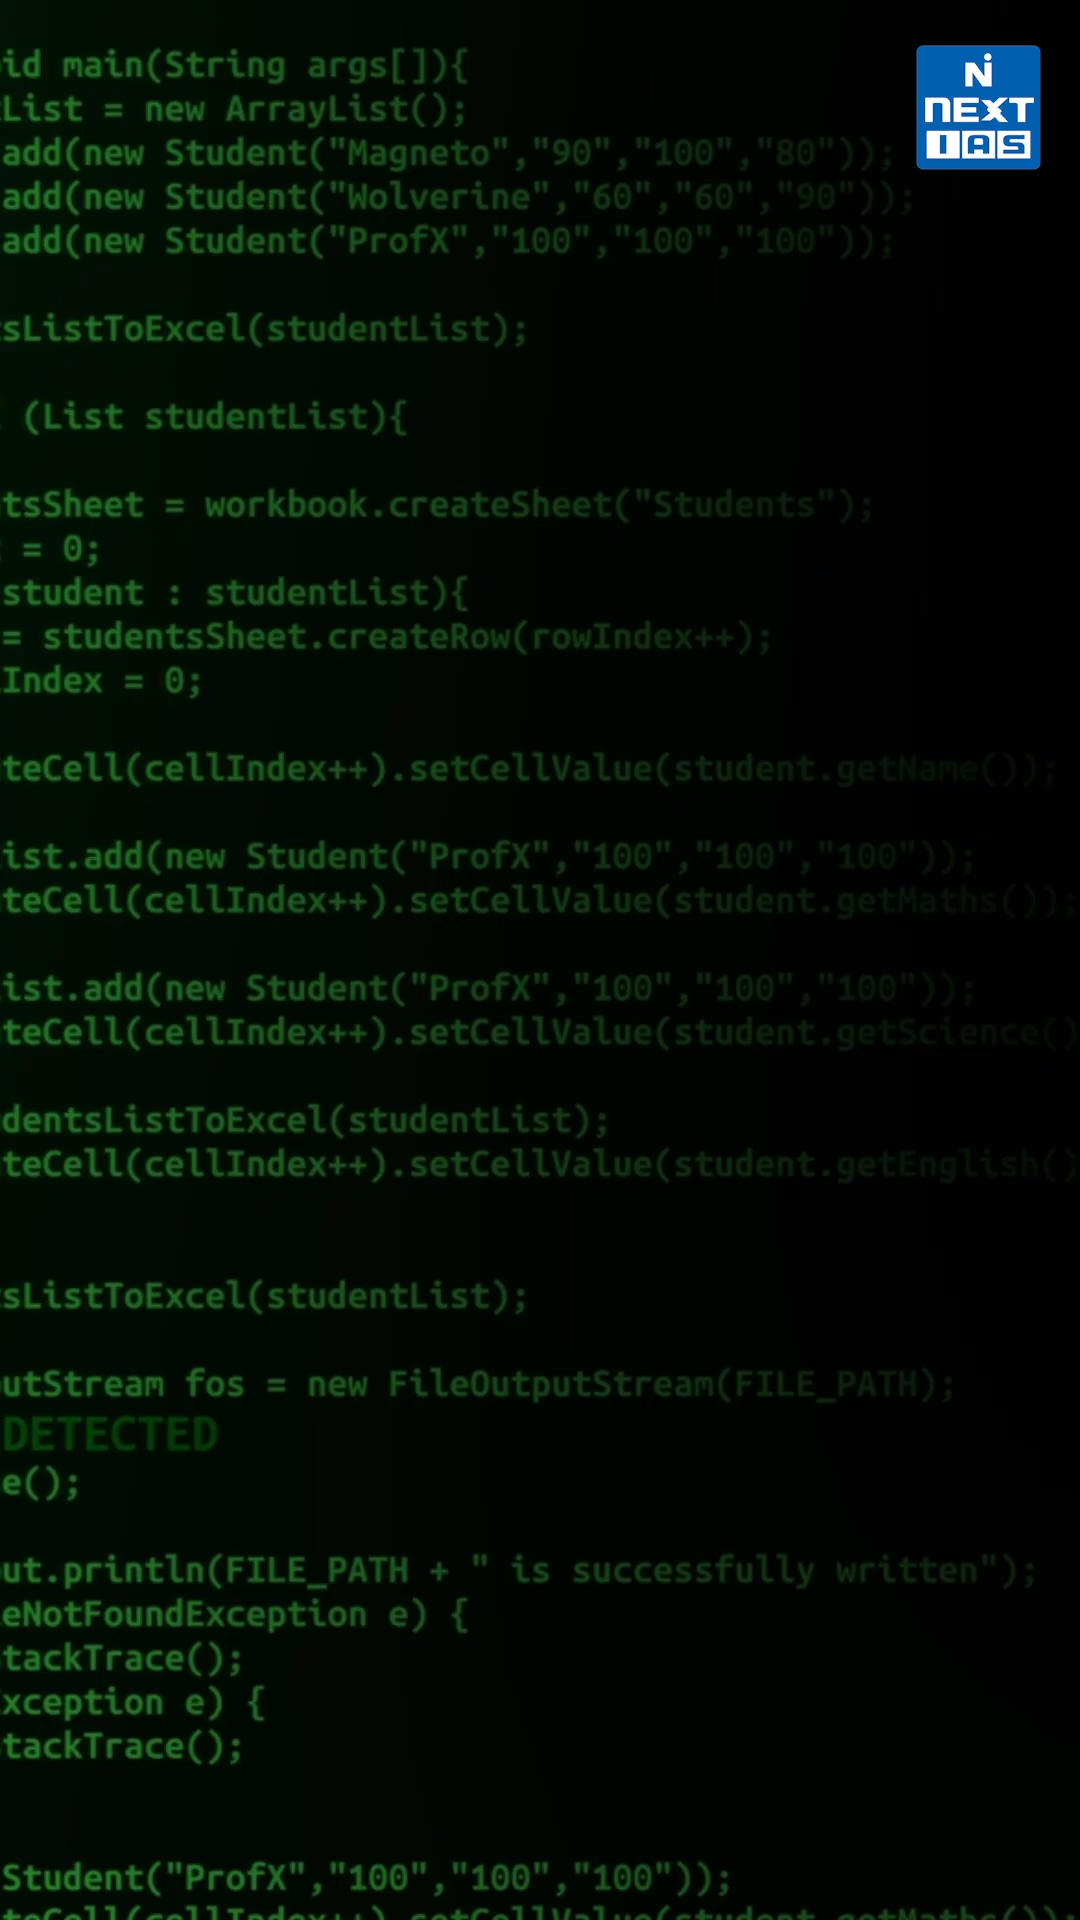 id main(String args[]){
List = new ArrayList();
add(new Student("Magneto","90","100","80"));
add(new Student("Wolverine","60","60","90"));
add(new Student("ProfX","100","100","100"));
sListToExcel(studentList);
(List studentList){
tsSheet = workbook.createSheet("Students");
= 0;
student : studentList){
= studentsSheet.createRow(rowIndex++);
Index = 0;
teCell(cellIndex++).setCellValue(student.getName());
ist.add(new Student("ProfX","100","100","100"));
teCell(cellIndex++).setCellValue(student.getMaths());
ist.add(new Student("ProfX","100","100","100"));
teCell(cellIndex++).setCellValue(student.getScience()
dentsListToExcel(studentList);
teCell(cellIndex++).setCellValue(student.getEnglish()
sListToExcel(studentList);
utStream fos = new FileOutputStream(FILE_PATH);
DETECTED
e();
ut.println(FILE_PATH + " is successfully written");
eNotFoundException e) {
tackTrace();
xception e) {
tackTrace();
Student("ProfX","100","100","100"));
teCell(cellIndex++).setCellValue(student.getMaths());
N
NEXT
IAS